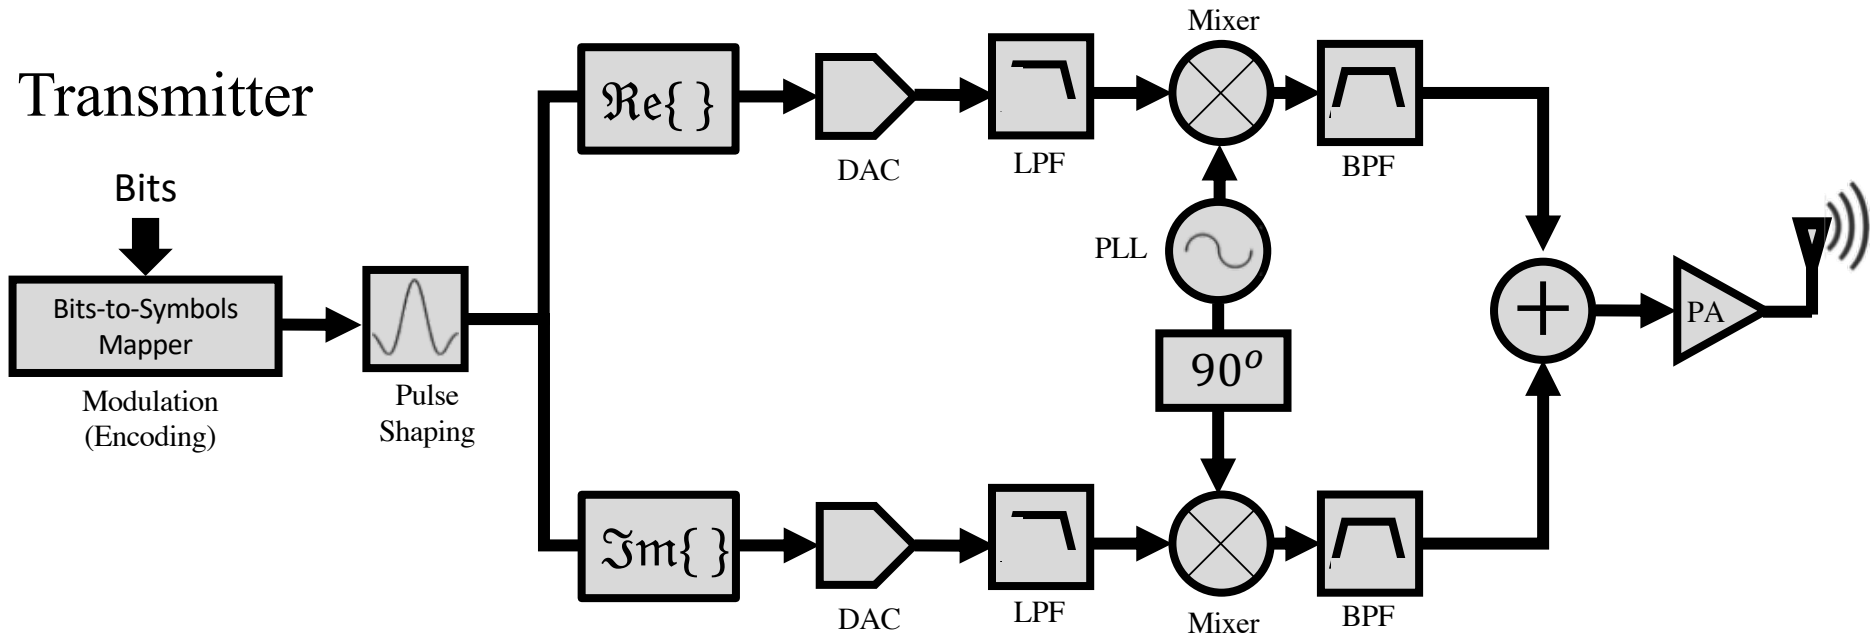 Transmitter
Bits
Bits-to-Symbols
Mapper
Modulation
(Encoding)
Pulse
Shaping
ℜe{ }
DAC
LPF
Mixer
BPF
PLL
90º
PA
ℑm{ }
DAC
LPF
Mixer
BPF